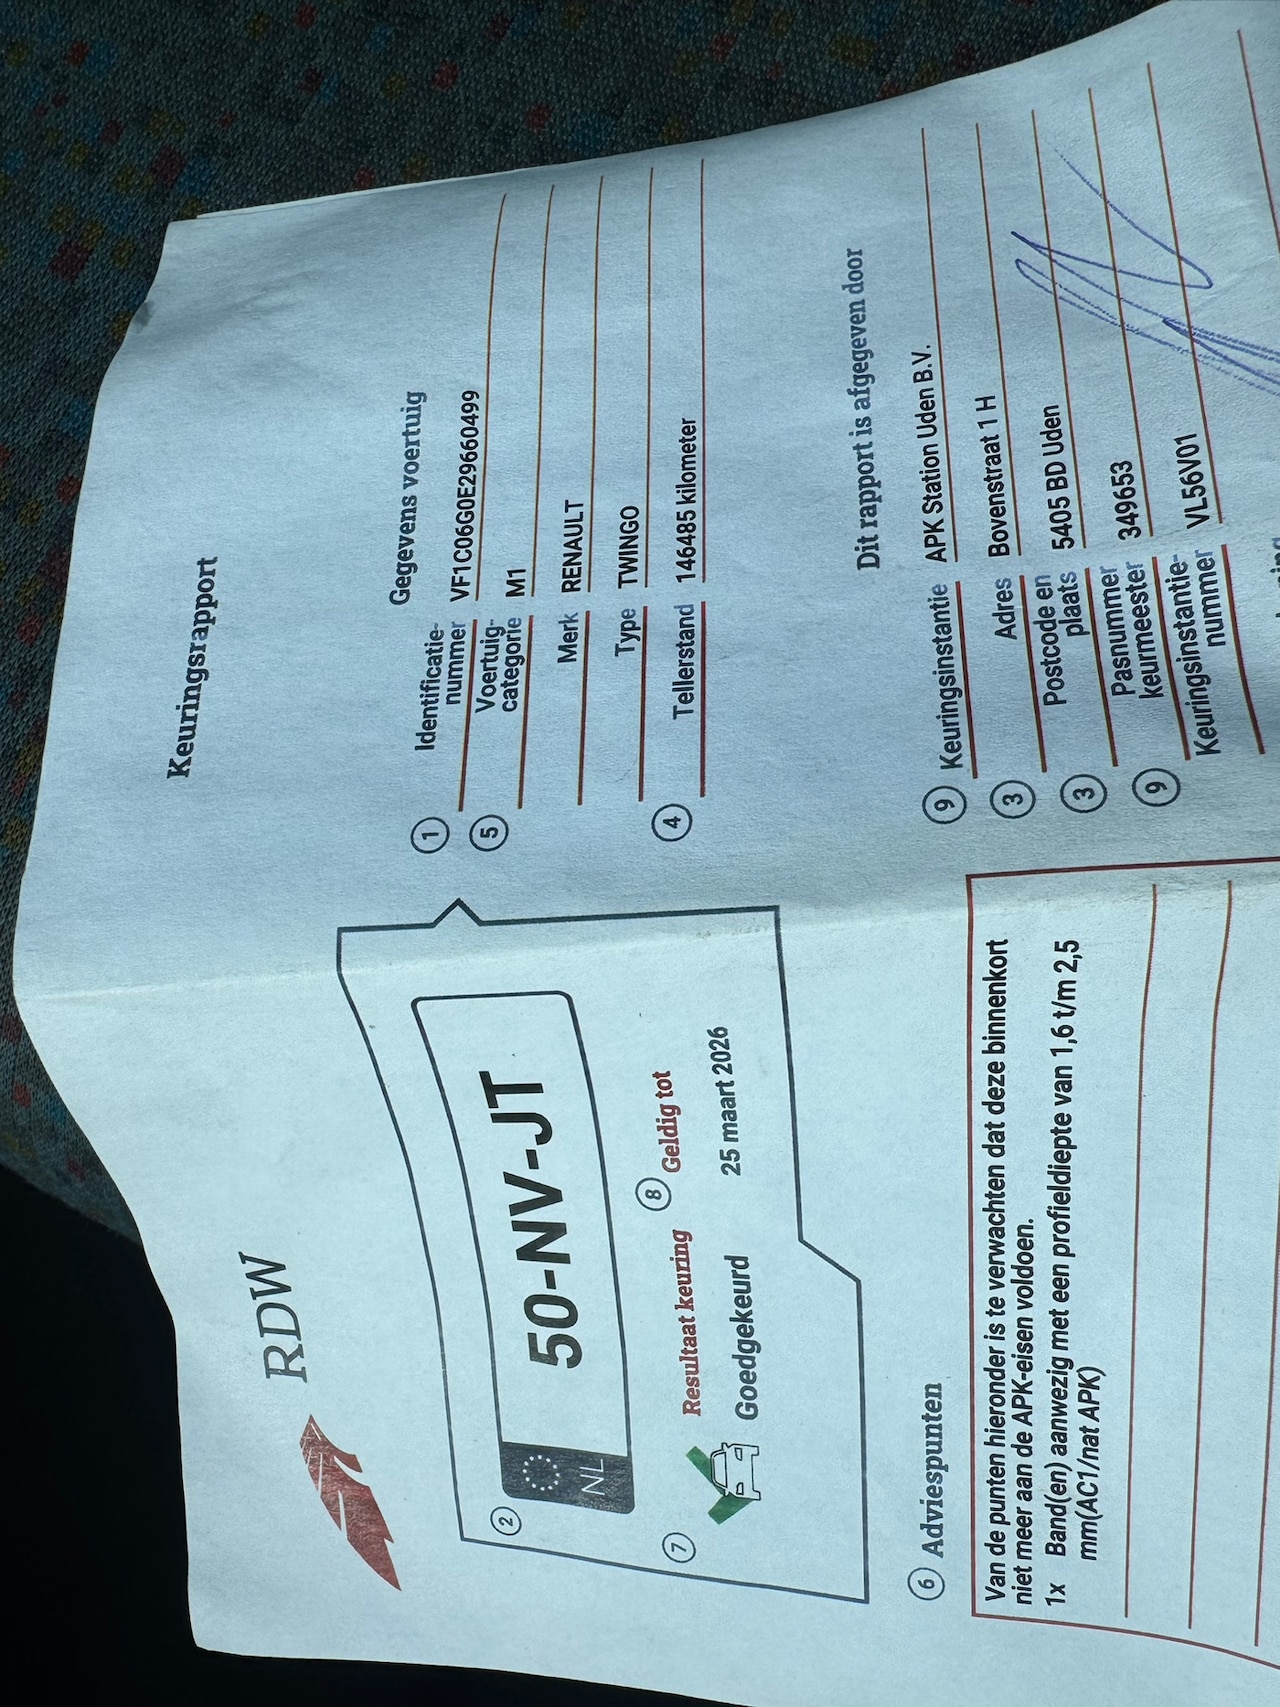 RDW
Keuringsrapport
2
NL
50-NV-JT
7
Resultaat keuring
Goedgekeurd
8
Geldig tot
25 maart 2026
Gegevens voertuig
1
Identificatie-
nummer VF1C06G0E29660499
5
Voertuig-
categorie M1
Merk RENAULT
Type TWINGO
4
Tellerstand 146485 kilometer
6 Adviespunten
Van de punten hieronder is te verwachten dat deze binnenkort
niet meer aan de APK-eisen voldoen.
1x Band(en) aanwezig met een profieldiepte van 1,6 t/m 2,5
mm(AC1/nat APK)
Dit rapport is afgegeven door
9 Keuringsinstantie APK Station Uden B.V.
3 Adres Bovenstraat 1 H
3 Postcode en
plaats 5405 BD Uden
9 Pasnummer
keurmeester 349653
Keuringsinstantie-
nummer VL56V01